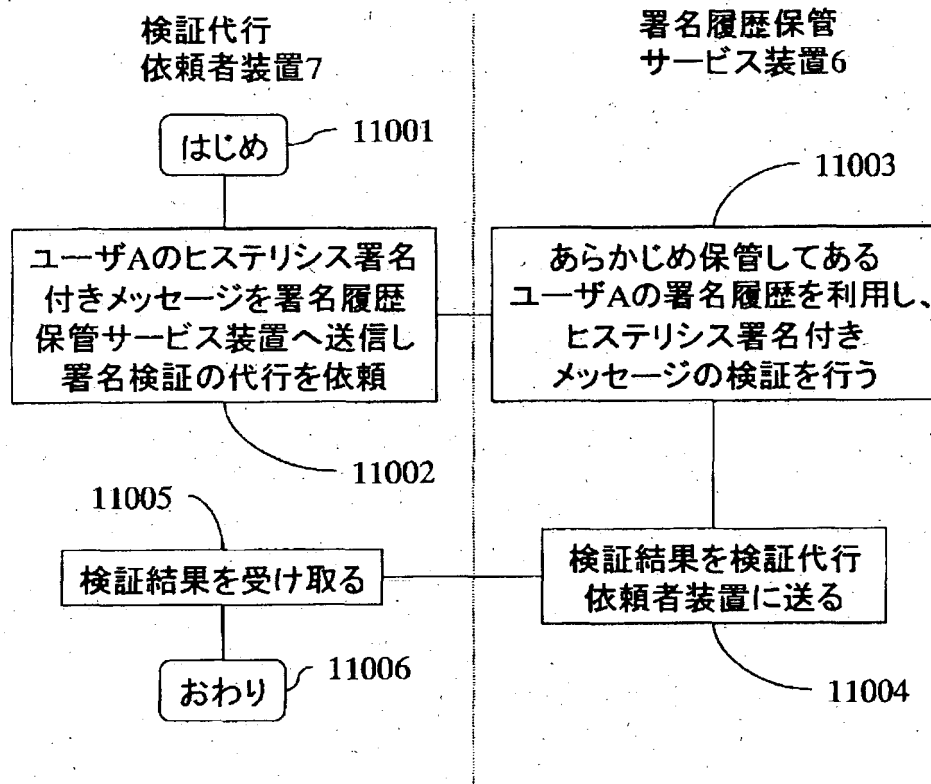 検証代行
依頼者装置7
署名履歴保管
サービス装置6
はじめ
11001
ユーザAのヒステリシス署名
付きメッセージを署名履歴
保管サービス装置へ送信し
署名検証の代行を依頼
11002
11003
あらかじめ保管してある
ユーザAの署名履歴を利用し、
ヒステリシス署名付き
メッセージの検証を行う
検証結果を検証代行
依頼者装置に送る
11004
11005
検証結果を受け取る
おわり
11006